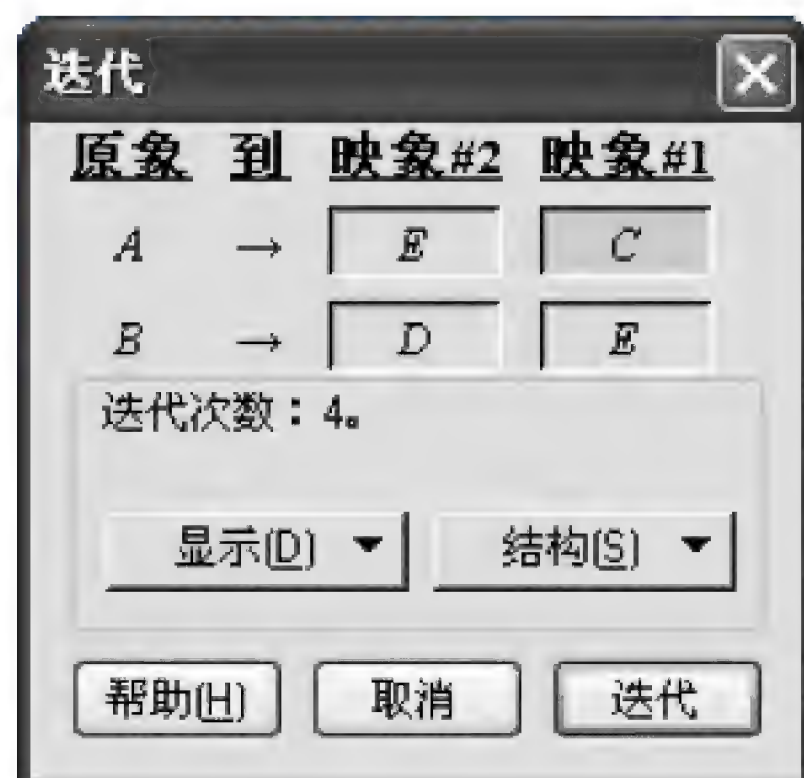 迭代
原象 到 映象#2 映象#1
A → E C
B → D E
迭代次数：4。
显示(D) 结构(S)
帮助(H) 取消 迭代